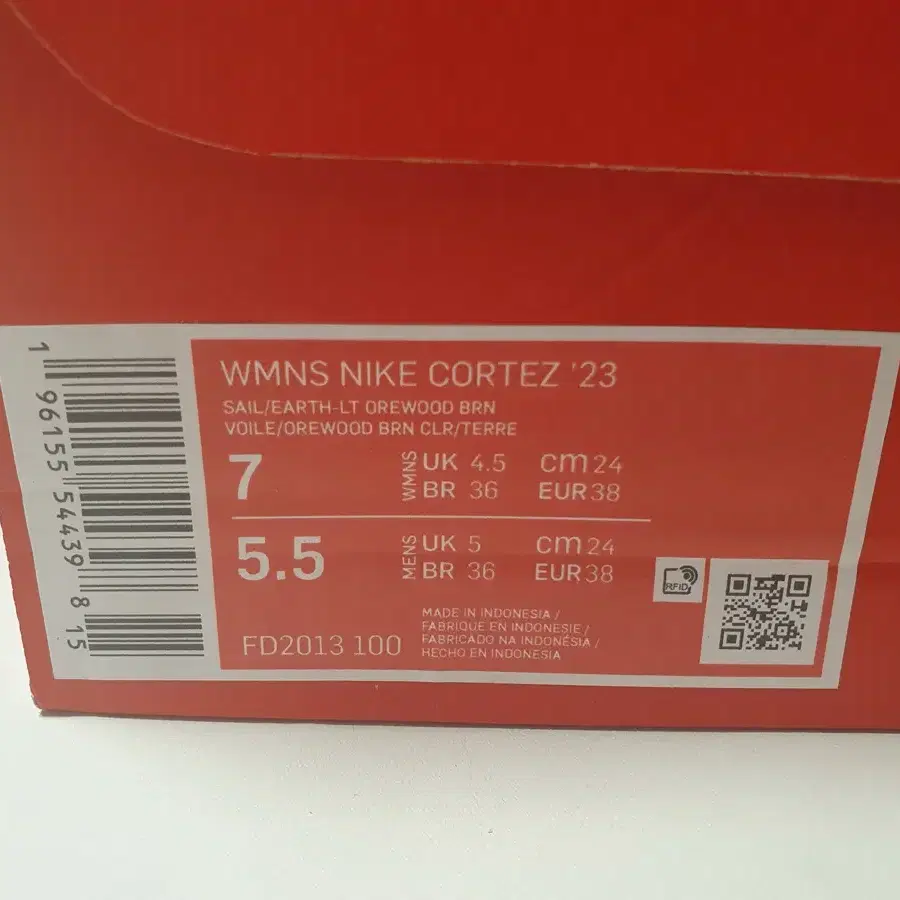 WMNS NIKE CORTEZ '23
SAIL/EARTH-LT OREWOOD BRN
VOILE/OREWOOD BRN CLR/TERRE
7 WMNS UK 4.5 cm 24
BR 36 EUR 38
5.5 MENS UK 5 cm 24
BR 36 EUR 38
FD2013 100
MADE IN INDONESIA /
FABRIQUE EN INDONESIE /
FABRICADO NA INDONÉSIA /
HECHO EN INDONESIA
RFID
1 96155 54439 8 15